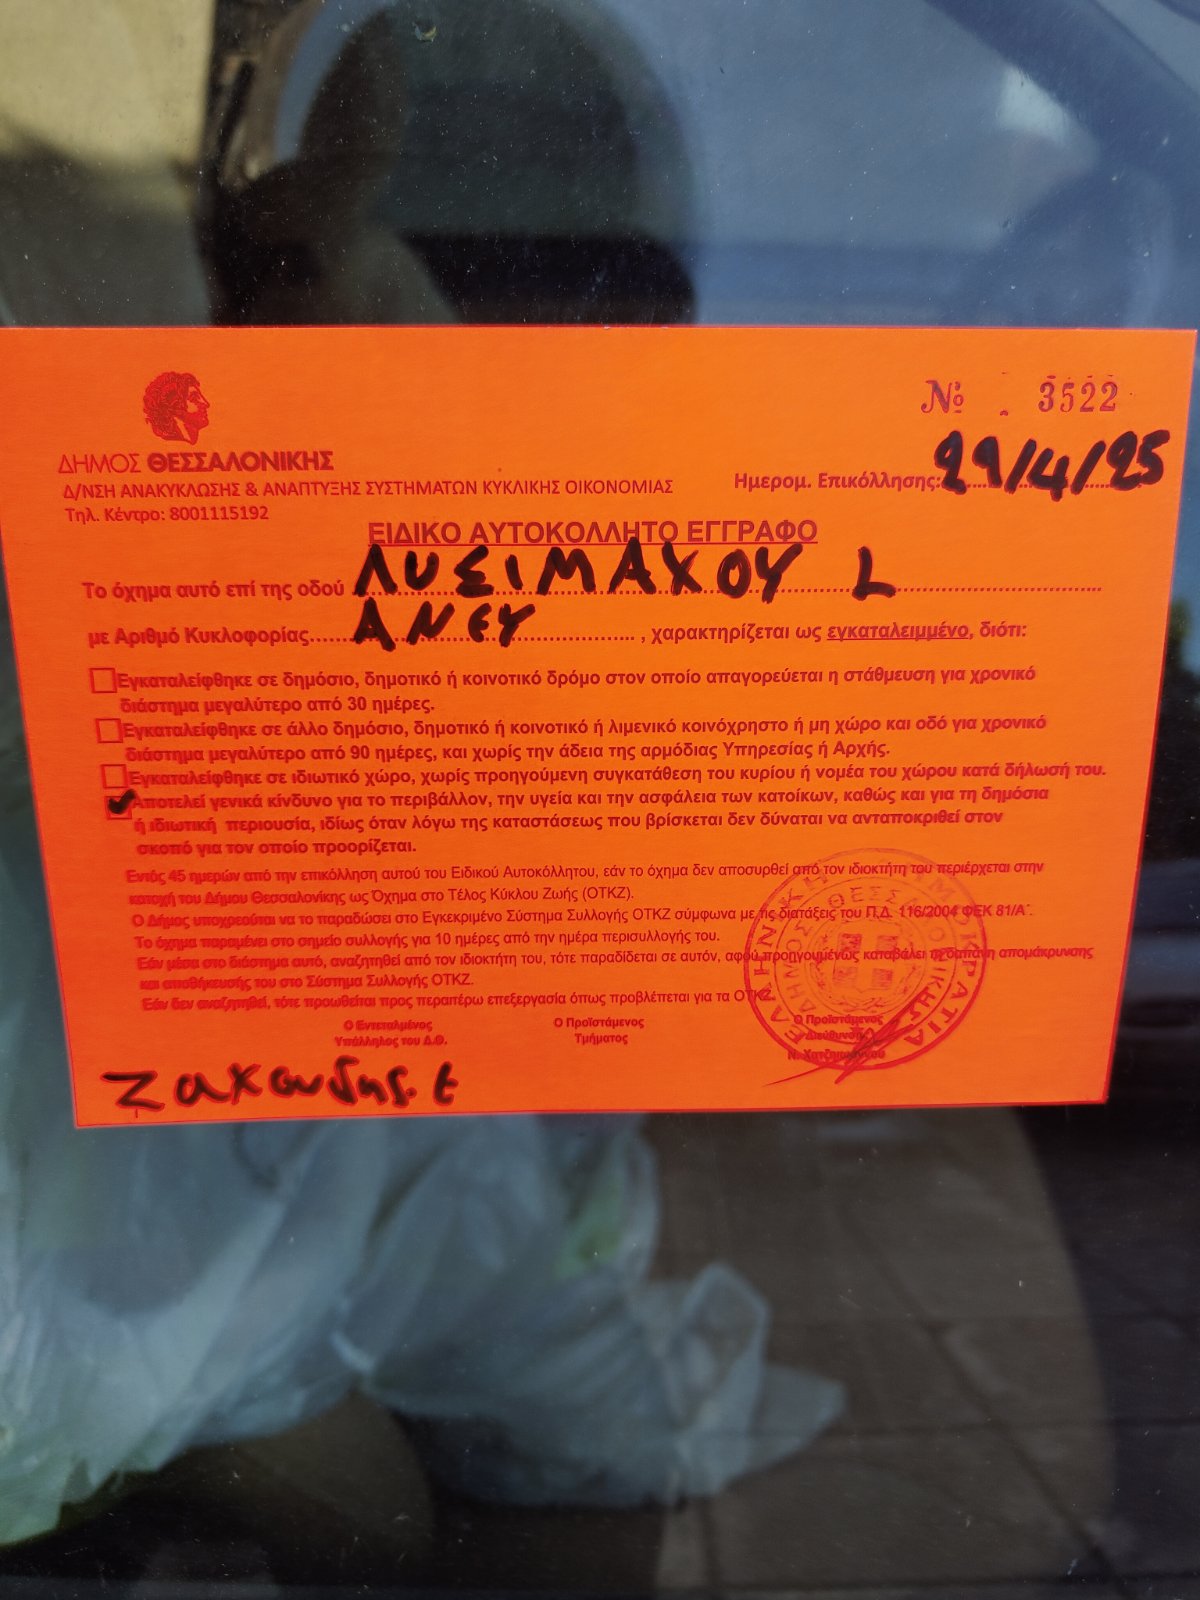 Nº 3522
ΔΗΜΟΣ ΘΕΣΣΑΛΟΝΙΚΗΣ
Δ/ΝΣΗ ΑΝΑΚΥΚΛΩΣΗΣ & ΑΝΑΠΤΥΞΗΣ ΣΥΣΤΗΜΑΤΩΝ ΚΥΚΛΙΚΗΣ ΟΙΚΟΝΟΜΙΑΣ
Ημερομ. Επικόλλησης: 29/4/25
Τηλ. Κέντρο: 8001115192
ΕΙΔΙΚΟ ΑΥΤΟΚΟΛΛΗΤΟ ΕΓΓΡΑΦΟ
Το όχημα αυτό επί της οδού ΛΥΣΙΜΑΧΟΥ
με Αριθμό Κυκλοφορίας...... ΑΝΕΥ ................ , χαρακτηρίζεται ως εγκαταλειμμένο, διότι:
Εγκαταλείφθηκε σε δημόσιο, δημοτικό ή κοινοτικό δρόμο στον οποίο απαγορεύεται η στάθμευση για χρονικό
διάστημα μεγαλύτερο από 30 ημέρες.
Εγκαταλείφθηκε σε άλλο δημόσιο, δημοτικό ή κοινοτικό ή λιμενικό κοινόχρηστο ή μη χώρο και οδό για χρονικό
διάστημα μεγαλύτερο από 90 ημέρες, και χωρίς την άδεια της αρμόδιας Υπηρεσίας ή Αρχής.
Εγκαταλείφθηκε σε ιδιωτικό χώρο, χωρίς προηγούμενη συγκατάθεση του κυρίου ή νομέα του χώρου κατά δήλωσή του.
Αποτελεί γενικά κίνδυνο για το περιβάλλον, την υγεία και την ασφάλεια των κατοίκων, καθώς και για τη δημόσια
ή ιδιωτική περιουσία, ιδίως όταν λόγω της καταστάσεως που βρίσκεται δεν δύναται να ανταποκριθεί στον
σκοπό για τον οποίο προορίζεται.
Εντός 45 ημερών από την επικόλληση αυτού του Ειδικού Αυτοκόλλητου, εάν το όχημα δεν αποσυρθεί από τον ιδιοκτήτη του περιέρχεται στην
κατοχή του Δήμου Θεσσαλονίκης ως Όχημα στο Τέλος Κύκλου Ζωής (ΟΤΚΖ).
Ο Δήμος υποχρεούται να το παραδώσει στο Εγκεκριμένο Σύστημα Συλλογής ΟΤΚΖ σύμφωνα με τις διατάξεις του Π.Δ. 116/2004 ΦΕΚ 81/Α΄.
Το όχημα παραμένει στο σημείο συλλογής για 10 ημέρες από την ημέρα περισυλλογής του.
Εάν μέσα στο διάστημα αυτό, αναζητηθεί από τον ιδιοκτήτη του, τότε παραδίδεται σε αυτόν, αφού προηγουμένως καταβάλει τη δαπάνη απομάκρυνσης
και αποθήκευσής του στο Σύστημα Συλλογής ΟΤΚΖ.
Εάν δεν αναζητηθεί, τότε προωθείται προς περαιτέρω επεξεργασία όπως προβλέπεται για τα ΟΤΚΖ.
Ο Εντεταλμένος
Υπάλληλος του Δ.Θ.
Ο Προϊστάμενος
Τμήματος
Ο Προϊστάμενος
Διεύθυνσης
ΕΛΛΗΝΙΚΗ ΔΗΜΟΚΡΑΤΙΑ
ΔΗΜΟΣ ΘΕΣΣΑΛΟΝΙΚΗΣ